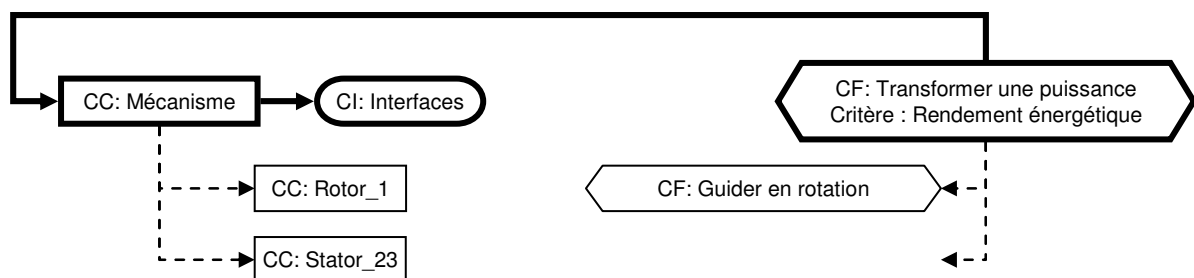 CC: Mécanisme
CI: Interfaces
CF: Transformer une puissance
Critère : Rendement énergétique
CC: Rotor_1
CF: Guider en rotation
CC: Stator_23